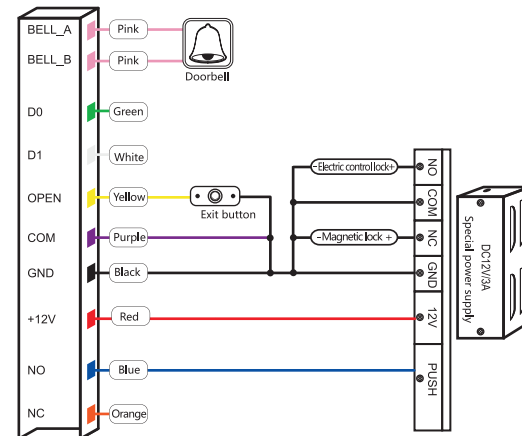 BELL_A Pink
BELL_B Pink
Doorbell
D0 Green
D1 White
OPEN Yellow
Exit button
COM Purple
GND Black
+12V Red
NO Blue
NC Orange
-Electric control lock+
-Magnetic lock +
NO
COM
NC
GND
12V
PUSH
DC12V/3A
Special power supply